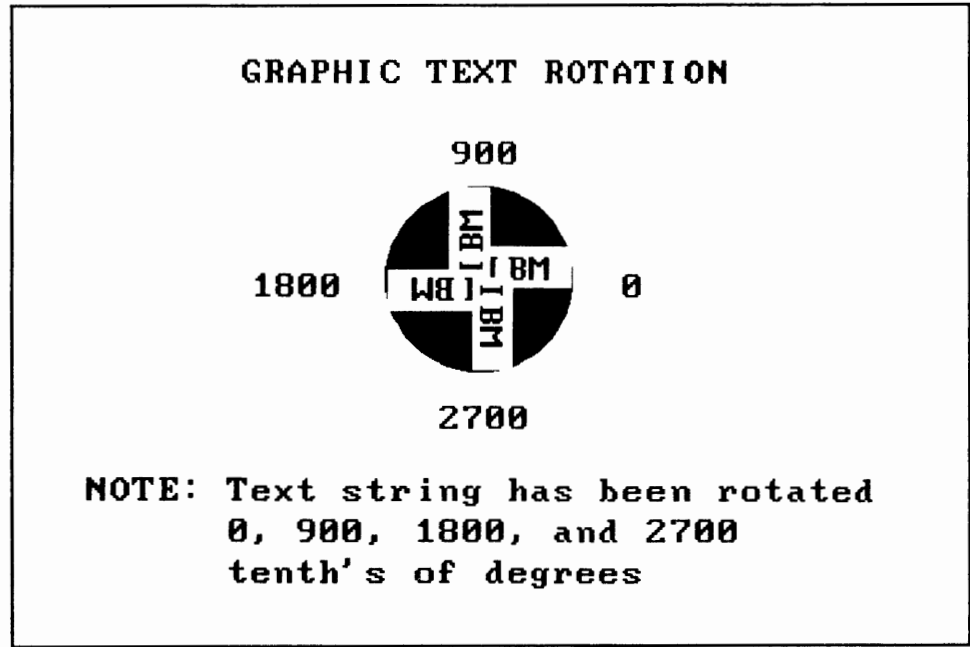 GRAPHIC TEXT ROTATION
900
IBM
IBM
1800
IBM
0
IBM
2700
NOTE: Text string has been rotated
0, 900, 1800, and 2700
tenth's of degrees